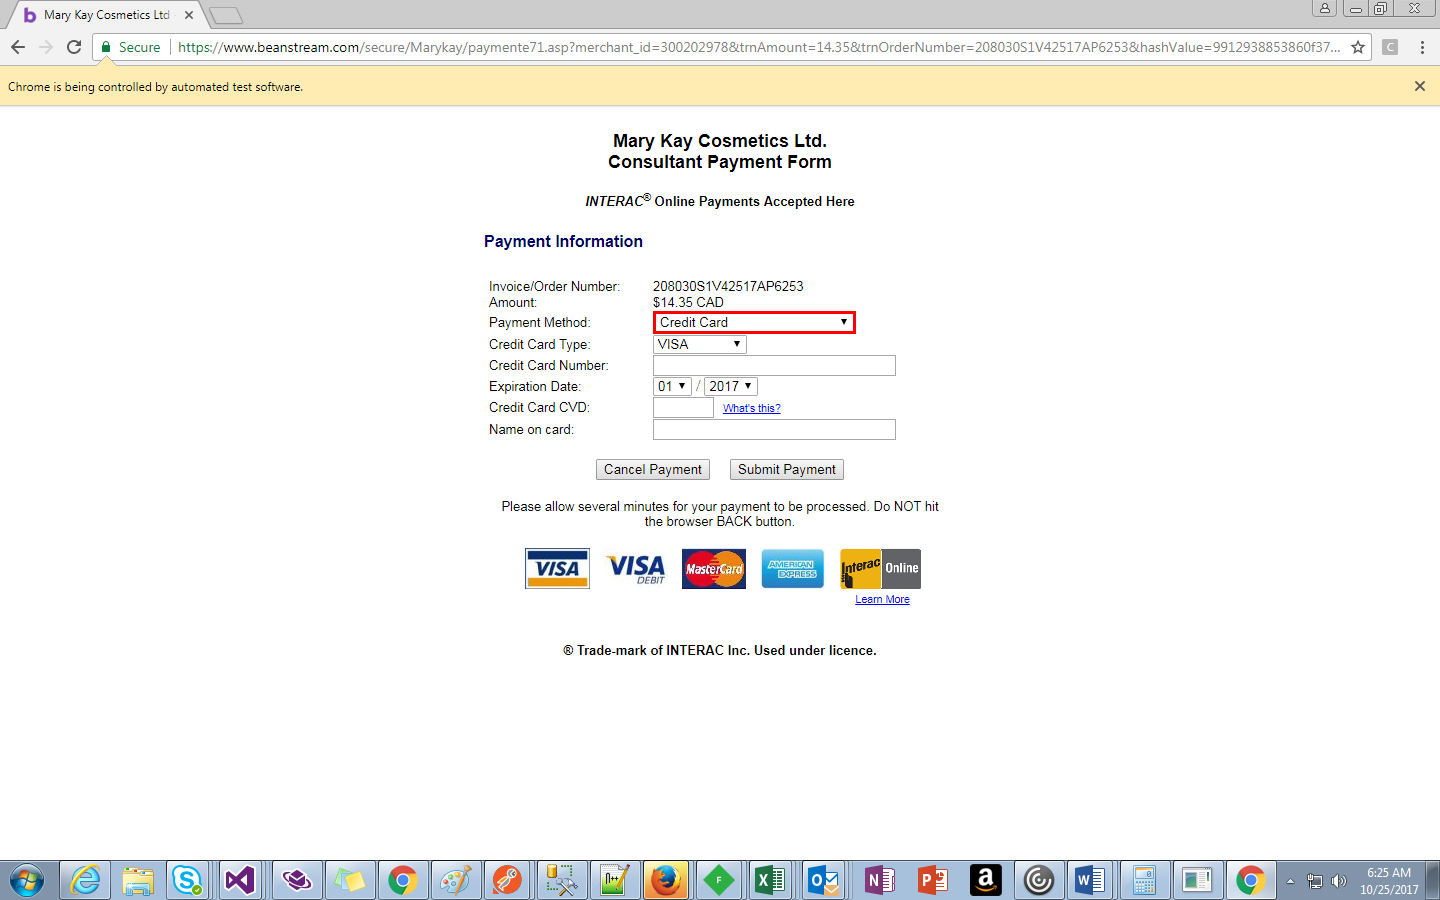 Mary Kay Cosmetics Ltd
Secure
https://www.beanstream.com/secure/Marykay/paymente71.asp?merchant_id=300202978&trnAmount=14.35&trnOrderNumber=208030S1V42517AP6253&hashValue=9912938853860f37...
C
Chrome is being controlled by automated test software.
Mary Kay Cosmetics Ltd.
Consultant Payment Form
INTERAC® Online Payments Accepted Here
Payment Information
Invoice/Order Number: 208030S1V42517AP6253
Amount: $14.35 CAD
Payment Method: Credit Card
Credit Card Type: VISA
Credit Card Number:
Expiration Date: 01 / 2017
Credit Card CVD: What's this?
Name on card:
Cancel Payment Submit Payment
Please allow several minutes for your payment to be processed. Do NOT hit
the browser BACK button.
VISA VISA DEBIT MasterCard AMERICAN EXPRESS Interac Online
Learn More
® Trade-mark of INTERAC Inc. Used under licence.
6:25 AM
10/25/2017